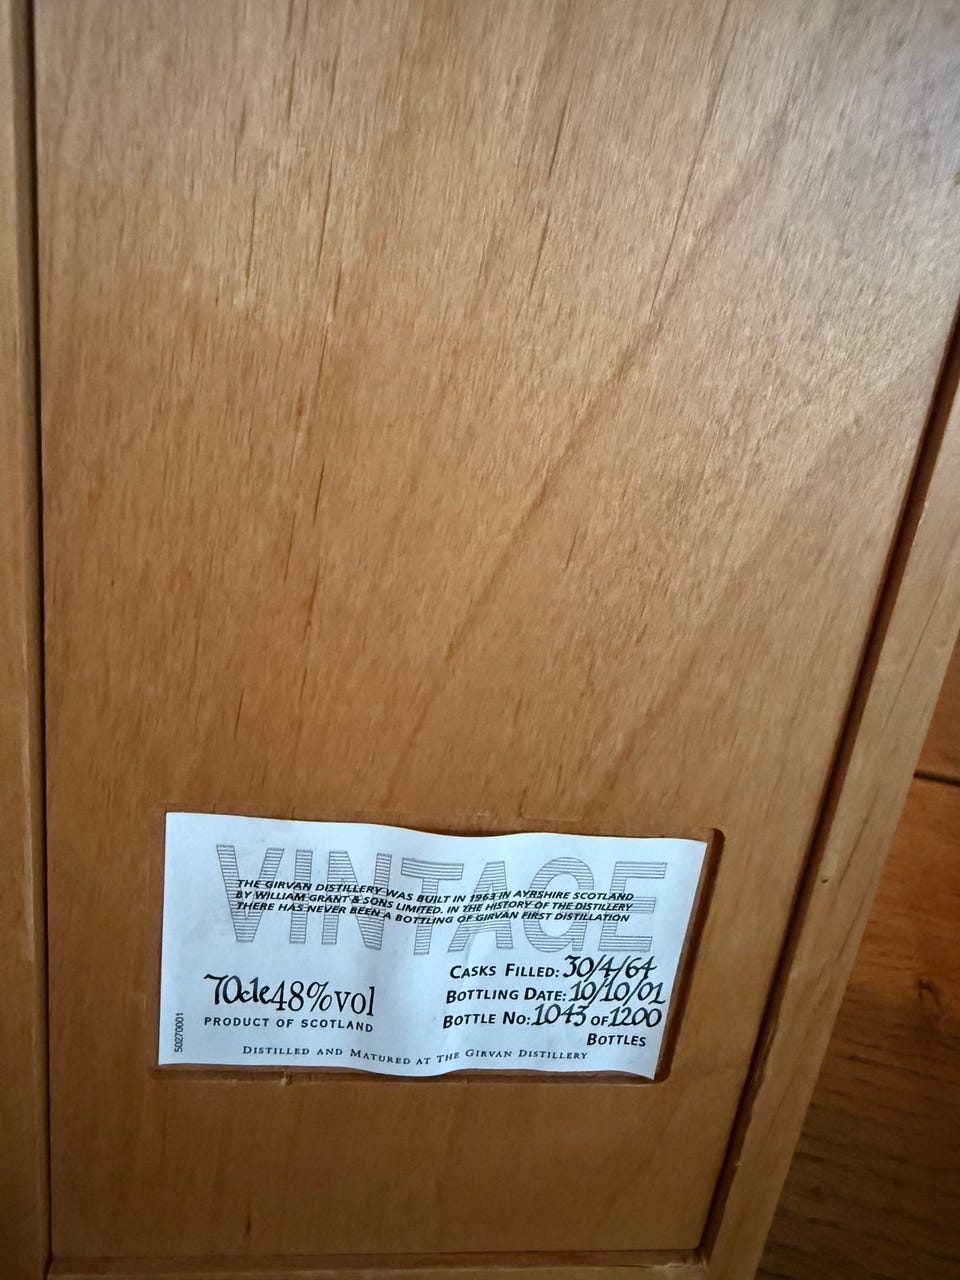 VINTAGE
THE GIRVAN DISTILLERY WAS BUILT IN 1963 IN AYRSHIRE SCOTLAND
BY WILLIAM GRANT & SONS LIMITED. IN THE HISTORY OF THE DISTILLERY
THERE HAS NEVER BEEN A BOTTLING OF GIRVAN FIRST DISTILLATION
CASKS FILLED: 30/4/64
BOTTLING DATE: 10/10/01
BOTTLE NO: 1043 OF 1200
BOTTLES
70cle48%vol
PRODUCT OF SCOTLAND
50270001
DISTILLED AND MATURED AT THE GIRVAN DISTILLERY